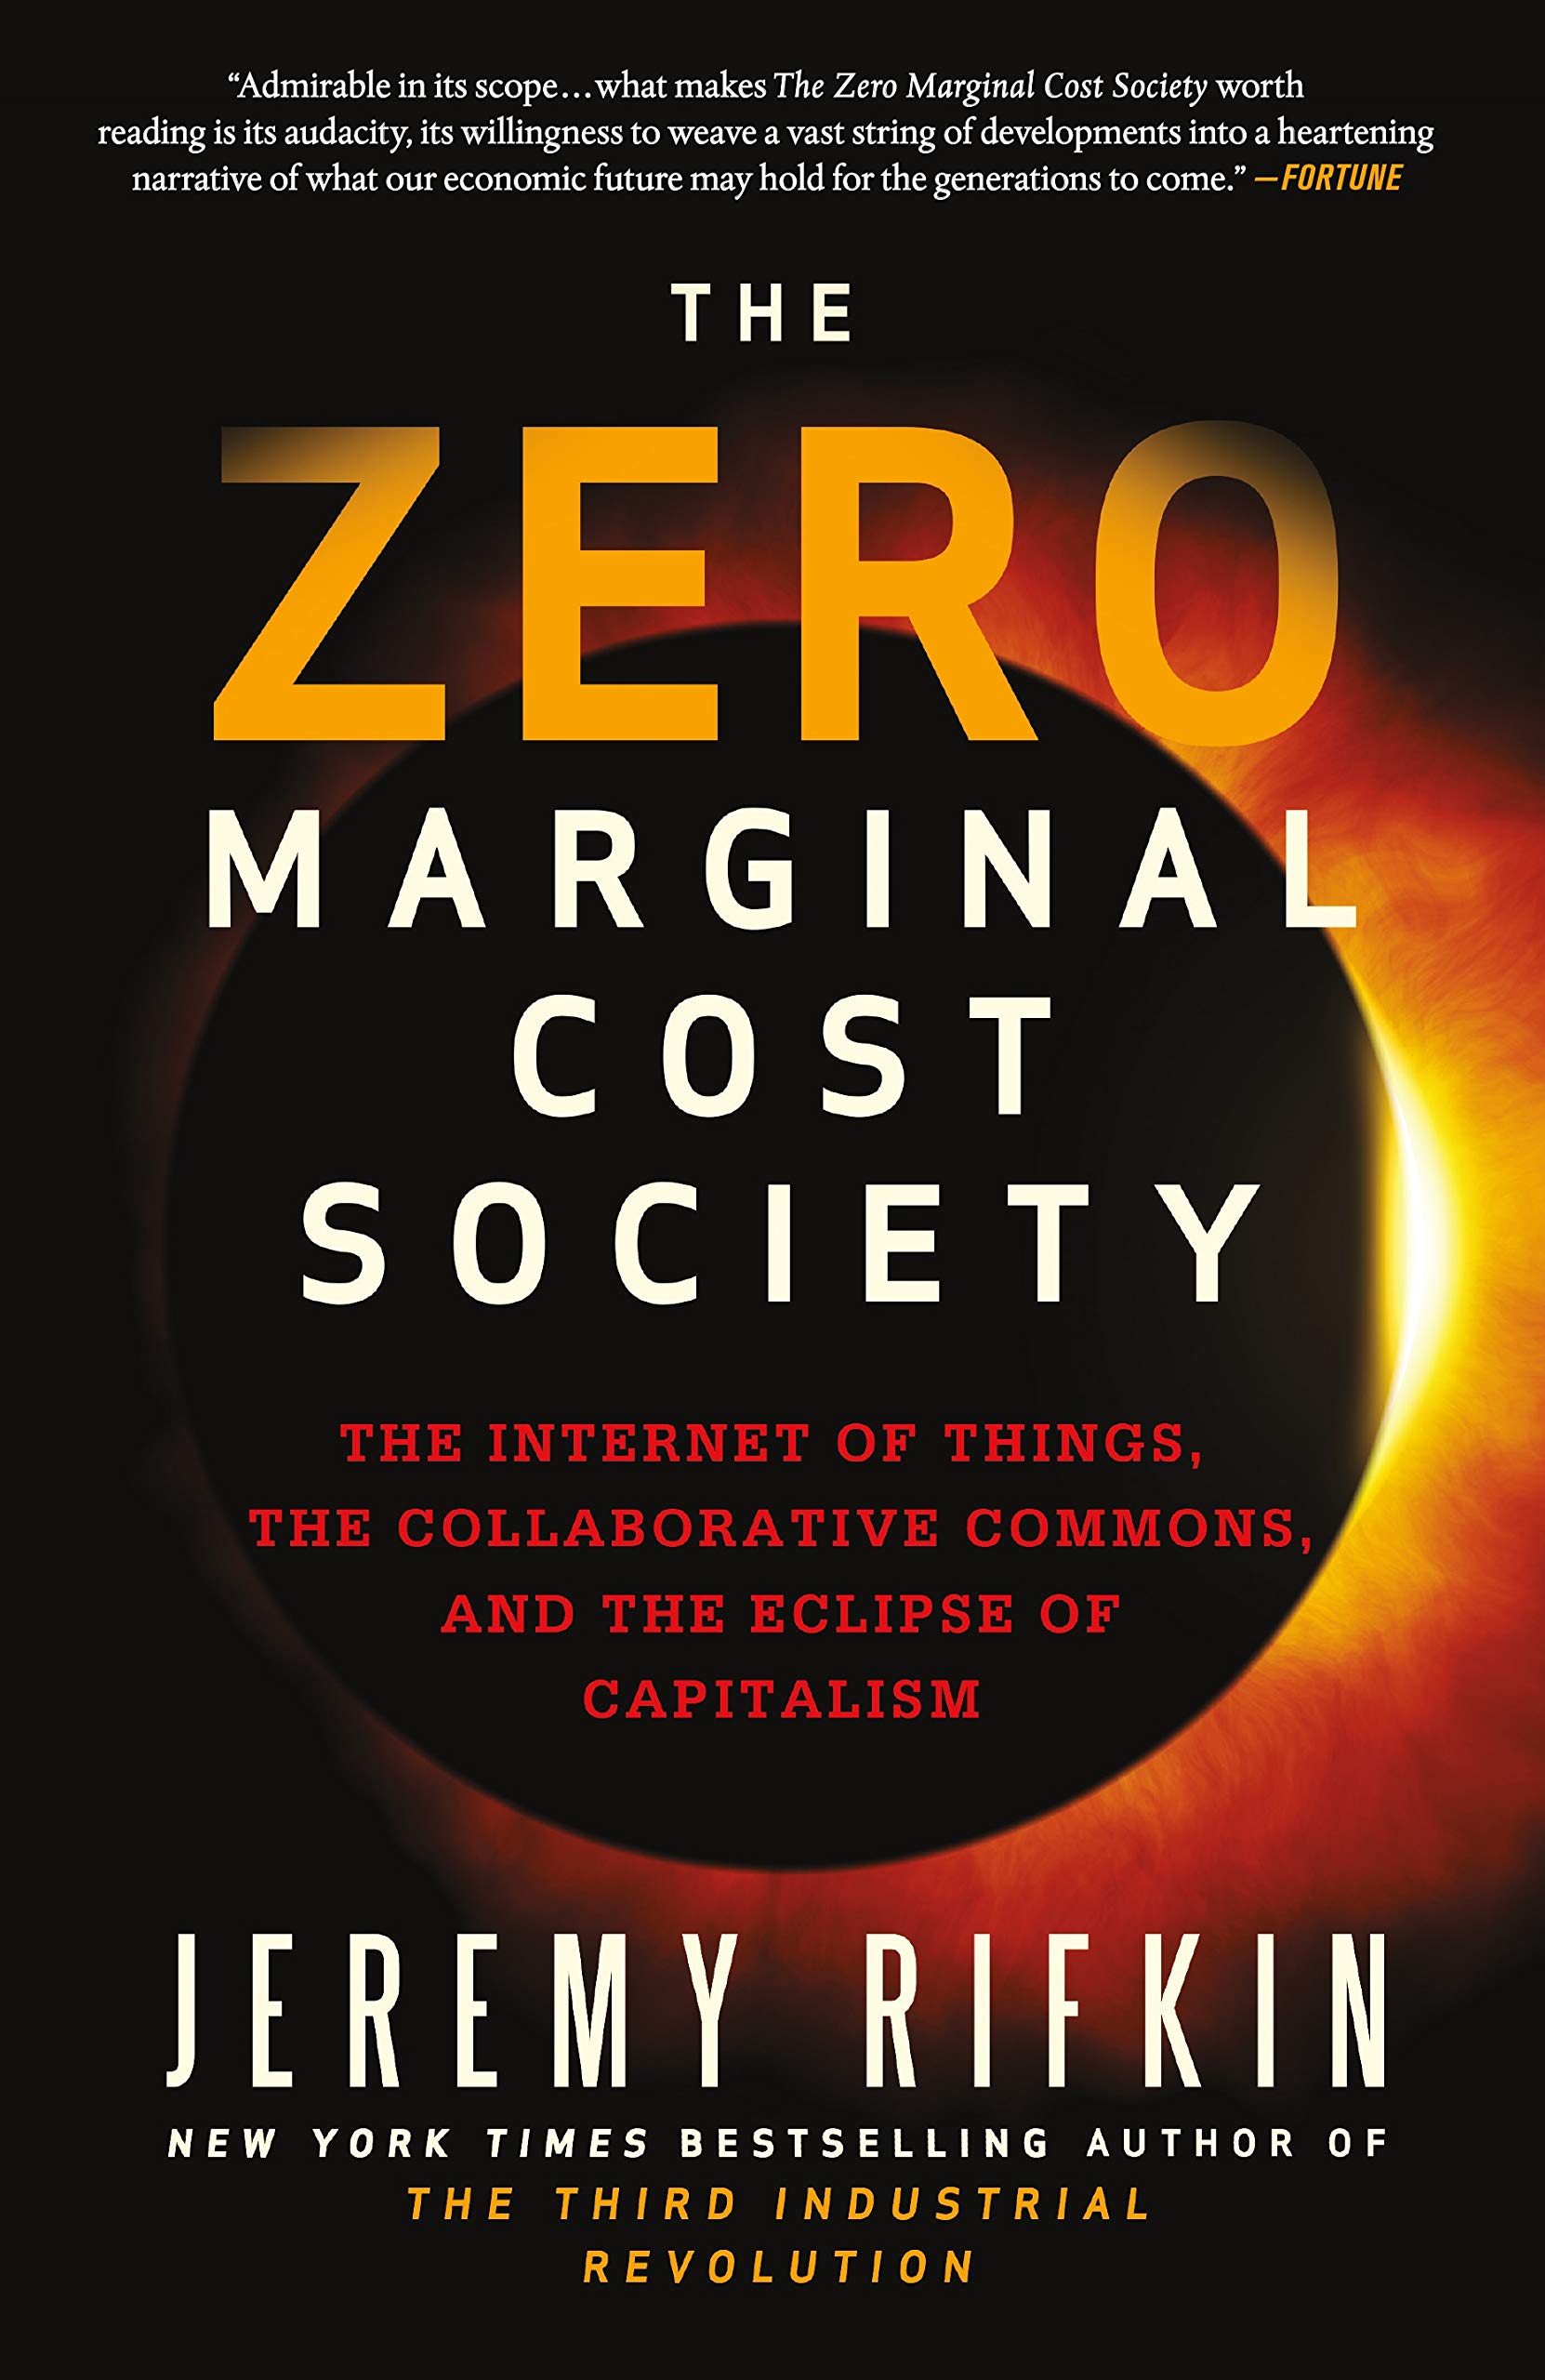 “Admirable in its scope…what makes The Zero Marginal Cost Society worth
reading is its audacity, its willingness to weave a vast string of developments into a heartening
narrative of what our economic future may hold for the generations to come.” —FORTUNE
THE
ZERO
MARGINAL
COST
SOCIETY
THE INTERNET OF THINGS,
THE COLLABORATIVE COMMONS,
AND THE ECLIPSE OF
CAPITALISM
JEREMY RIFKIN
NEW YORK TIMES BESTSELLING AUTHOR OF
THE THIRD INDUSTRIAL
REVOLUTION